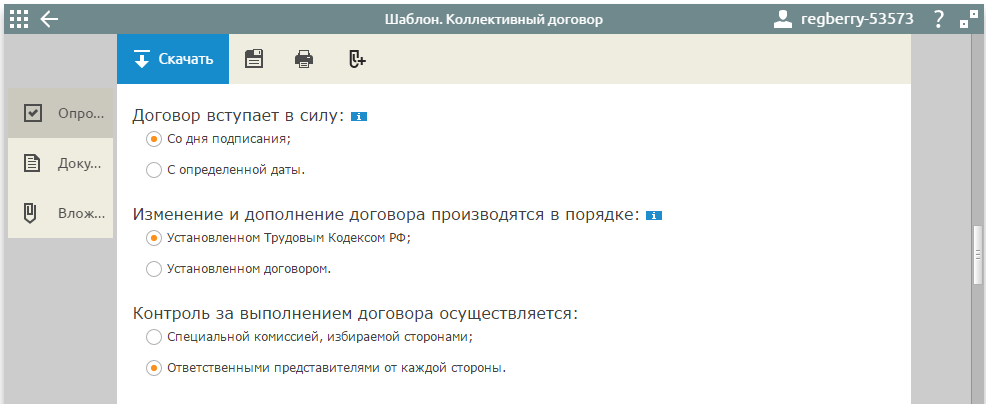 Шаблон. Коллективный договор
regberry-53573
?
Скачать
Опро...
Доку...
Влож...
Договор вступает в силу: i
Со дня подписания;
С определенной даты.
Изменение и дополнение договора производятся в порядке: i
Установленном Трудовым Кодексом РФ;
Установленном договором.
Контроль за выполнением договора осуществляется:
Специальной комиссией, избираемой сторонами;
Ответственными представителями от каждой стороны.